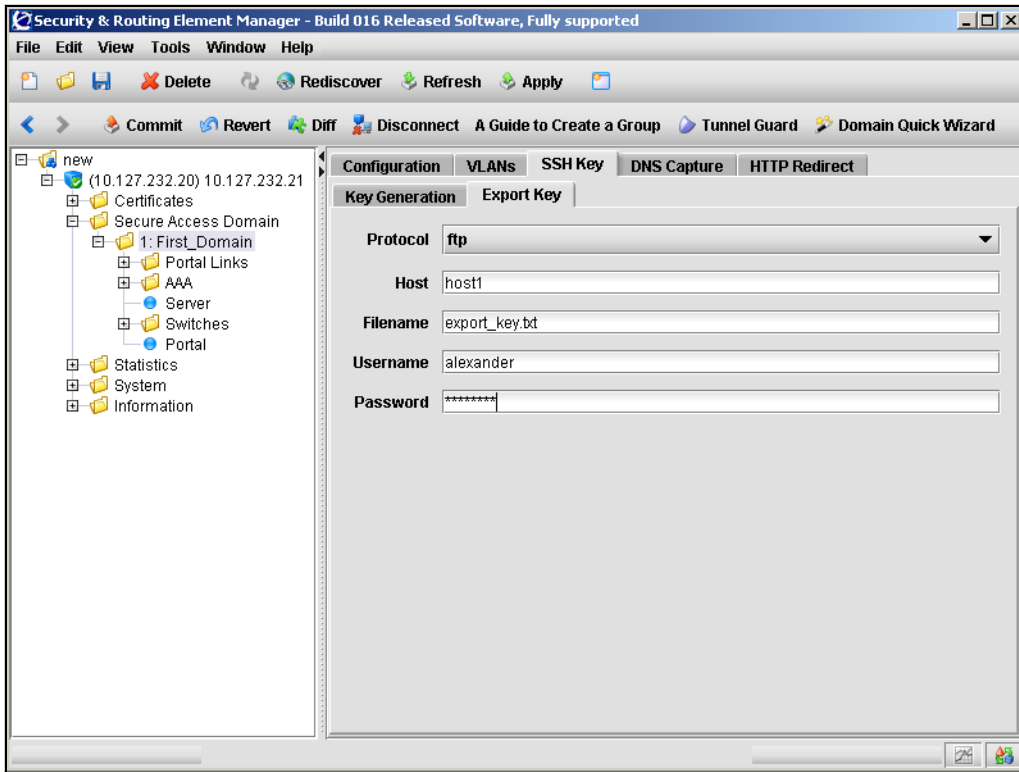 Security & Routing Element Manager - Build 016 Released Software, Fully supported
File Edit View Tools Window Help
Delete Rediscover Refresh Apply
Commit Revert Diff Disconnect A Guide to Create a Group Tunnel Guard Domain Quick Wizard
new
(10.127.232.20) 10.127.232.21
Certificates
Secure Access Domain
1: First_Domain
Portal Links
AAA
Server
Switches
Portal
Statistics
System
Information
Configuration VLANs SSH Key DNS Capture HTTP Redirect
Key Generation Export Key
Protocol ftp
Host host1
Filename export_key.txt
Username alexander
Password ********